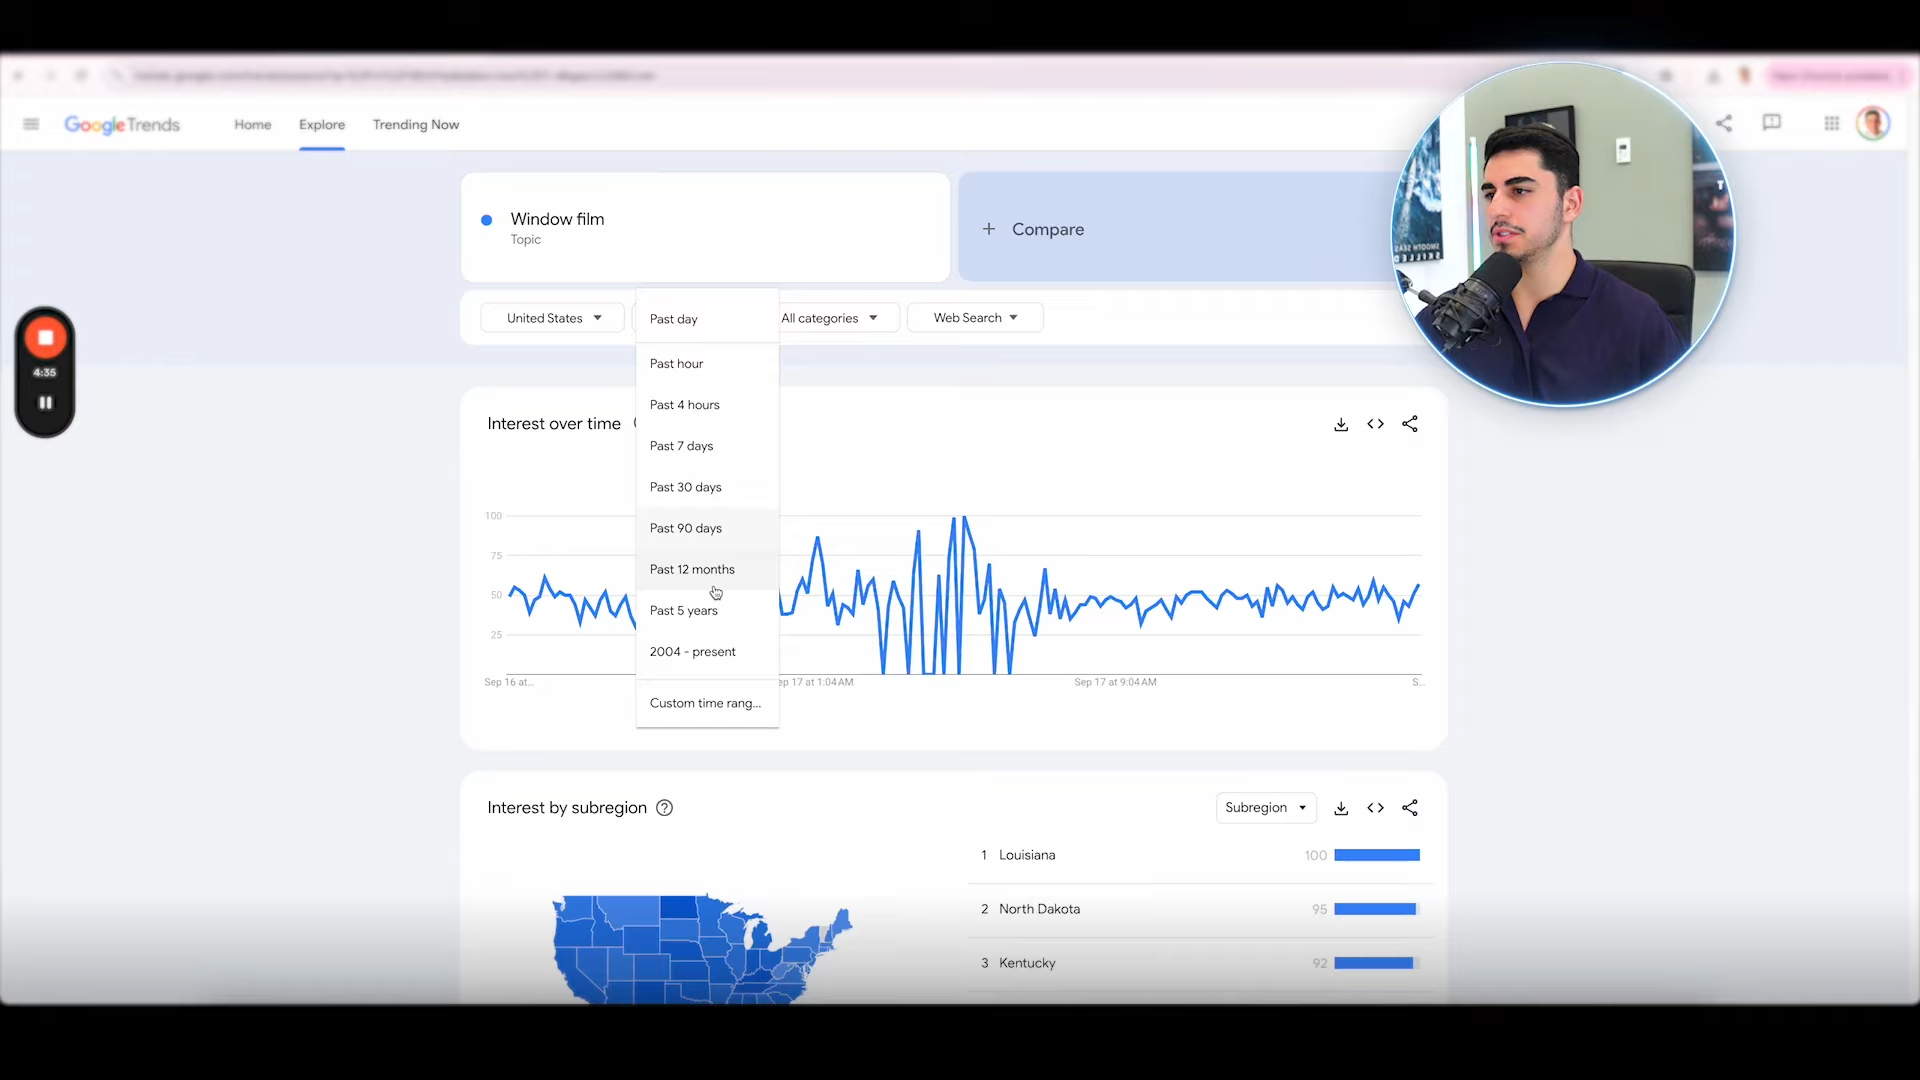 Google Trends
Home
Explore
Trending Now
Window film
Topic
+ Compare
United States
Past day
All categories
Web Search
Past hour
4:35
Past 4 hours
Interest over time
Past 7 days
Past 30 days
100
Past 90 days
75
Past 12 months
50
Past 5 years
25
2004 - present
Sep 16 at...
ep 17 at 1:04 AM
Sep 17 at 9:04 AM
S...
Custom time rang...
Interest by subregion
Subregion
1 Louisiana 100
2 North Dakota 95
3 Kentucky 92